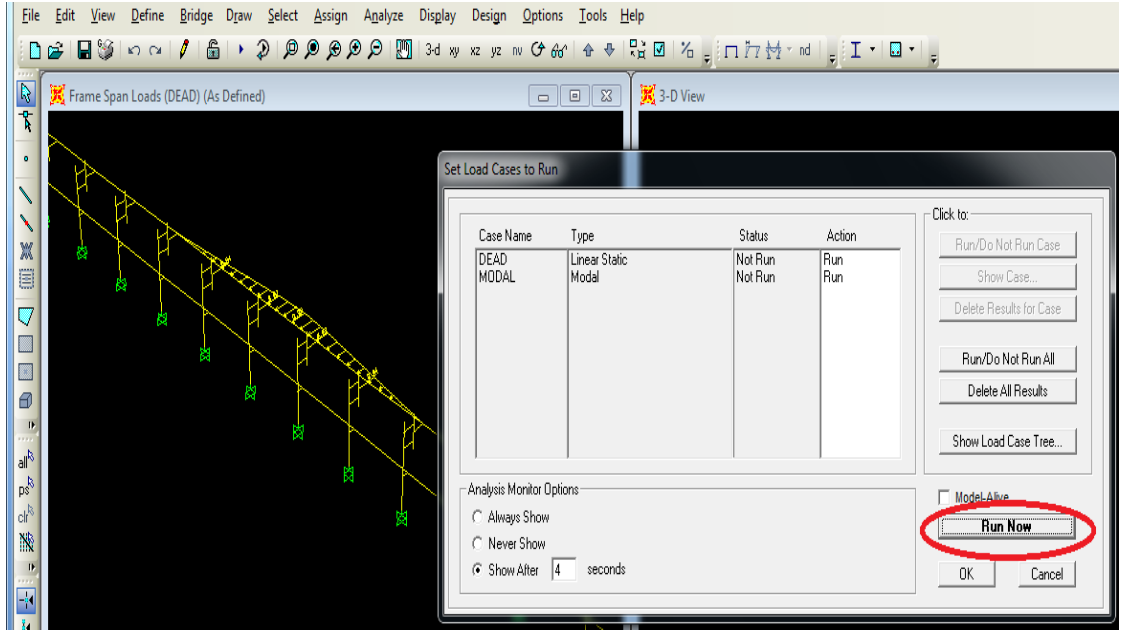 File Edit View Define Bridge Draw Select Assign Analyze Display Design Options Tools Help
3-d xy xz yz nv nd
Frame Span Loads (DEAD) (As Defined)
3-D View
Set Load Cases to Run
Click to:
Case Name Type Status Action
Run/Do Not Run Case
DEAD Linear Static Not Run Run
MODAL Modal Not Run Run
Show Case...
Delete Results for Case
Run/Do Not Run All
Delete All Results
Show Load Case Tree...
all
ps
clr
Analysis Monitor Options
Model-Alive
Always Show
Run Now
Never Show
Show After 4 seconds
OK Cancel